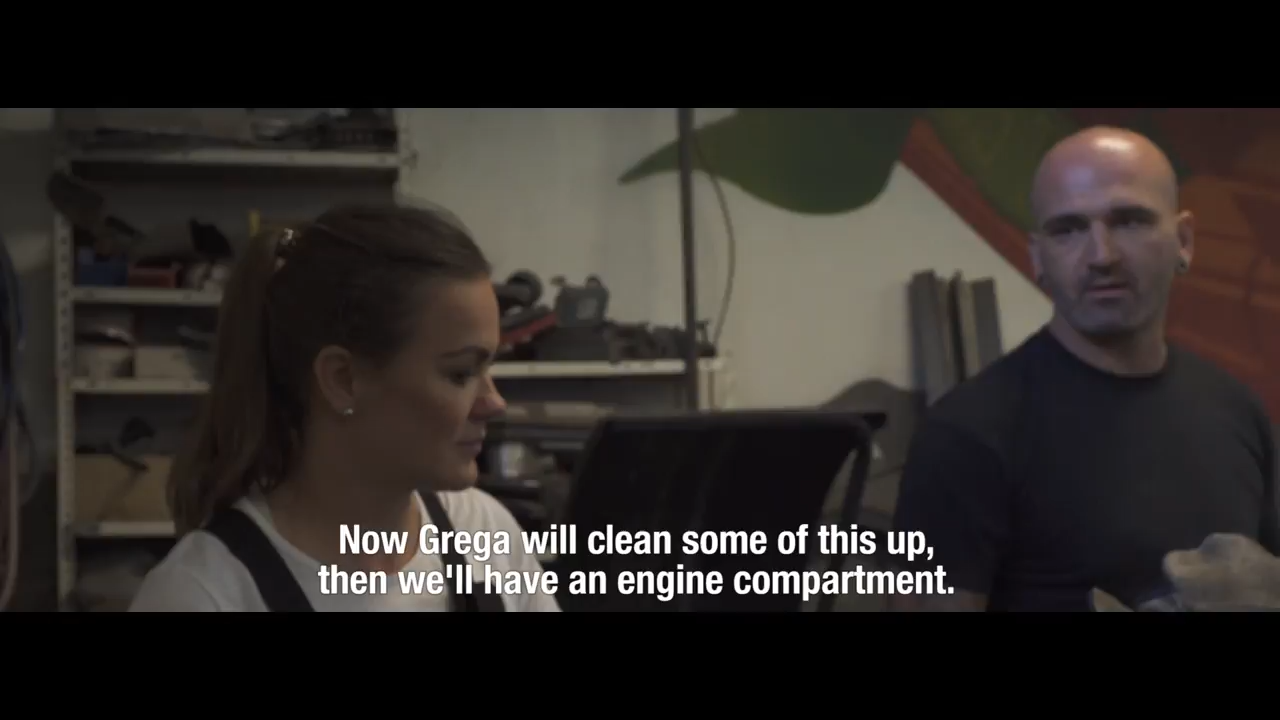 Now Grega will clean some of this up,
then we'll have an engine compartment.